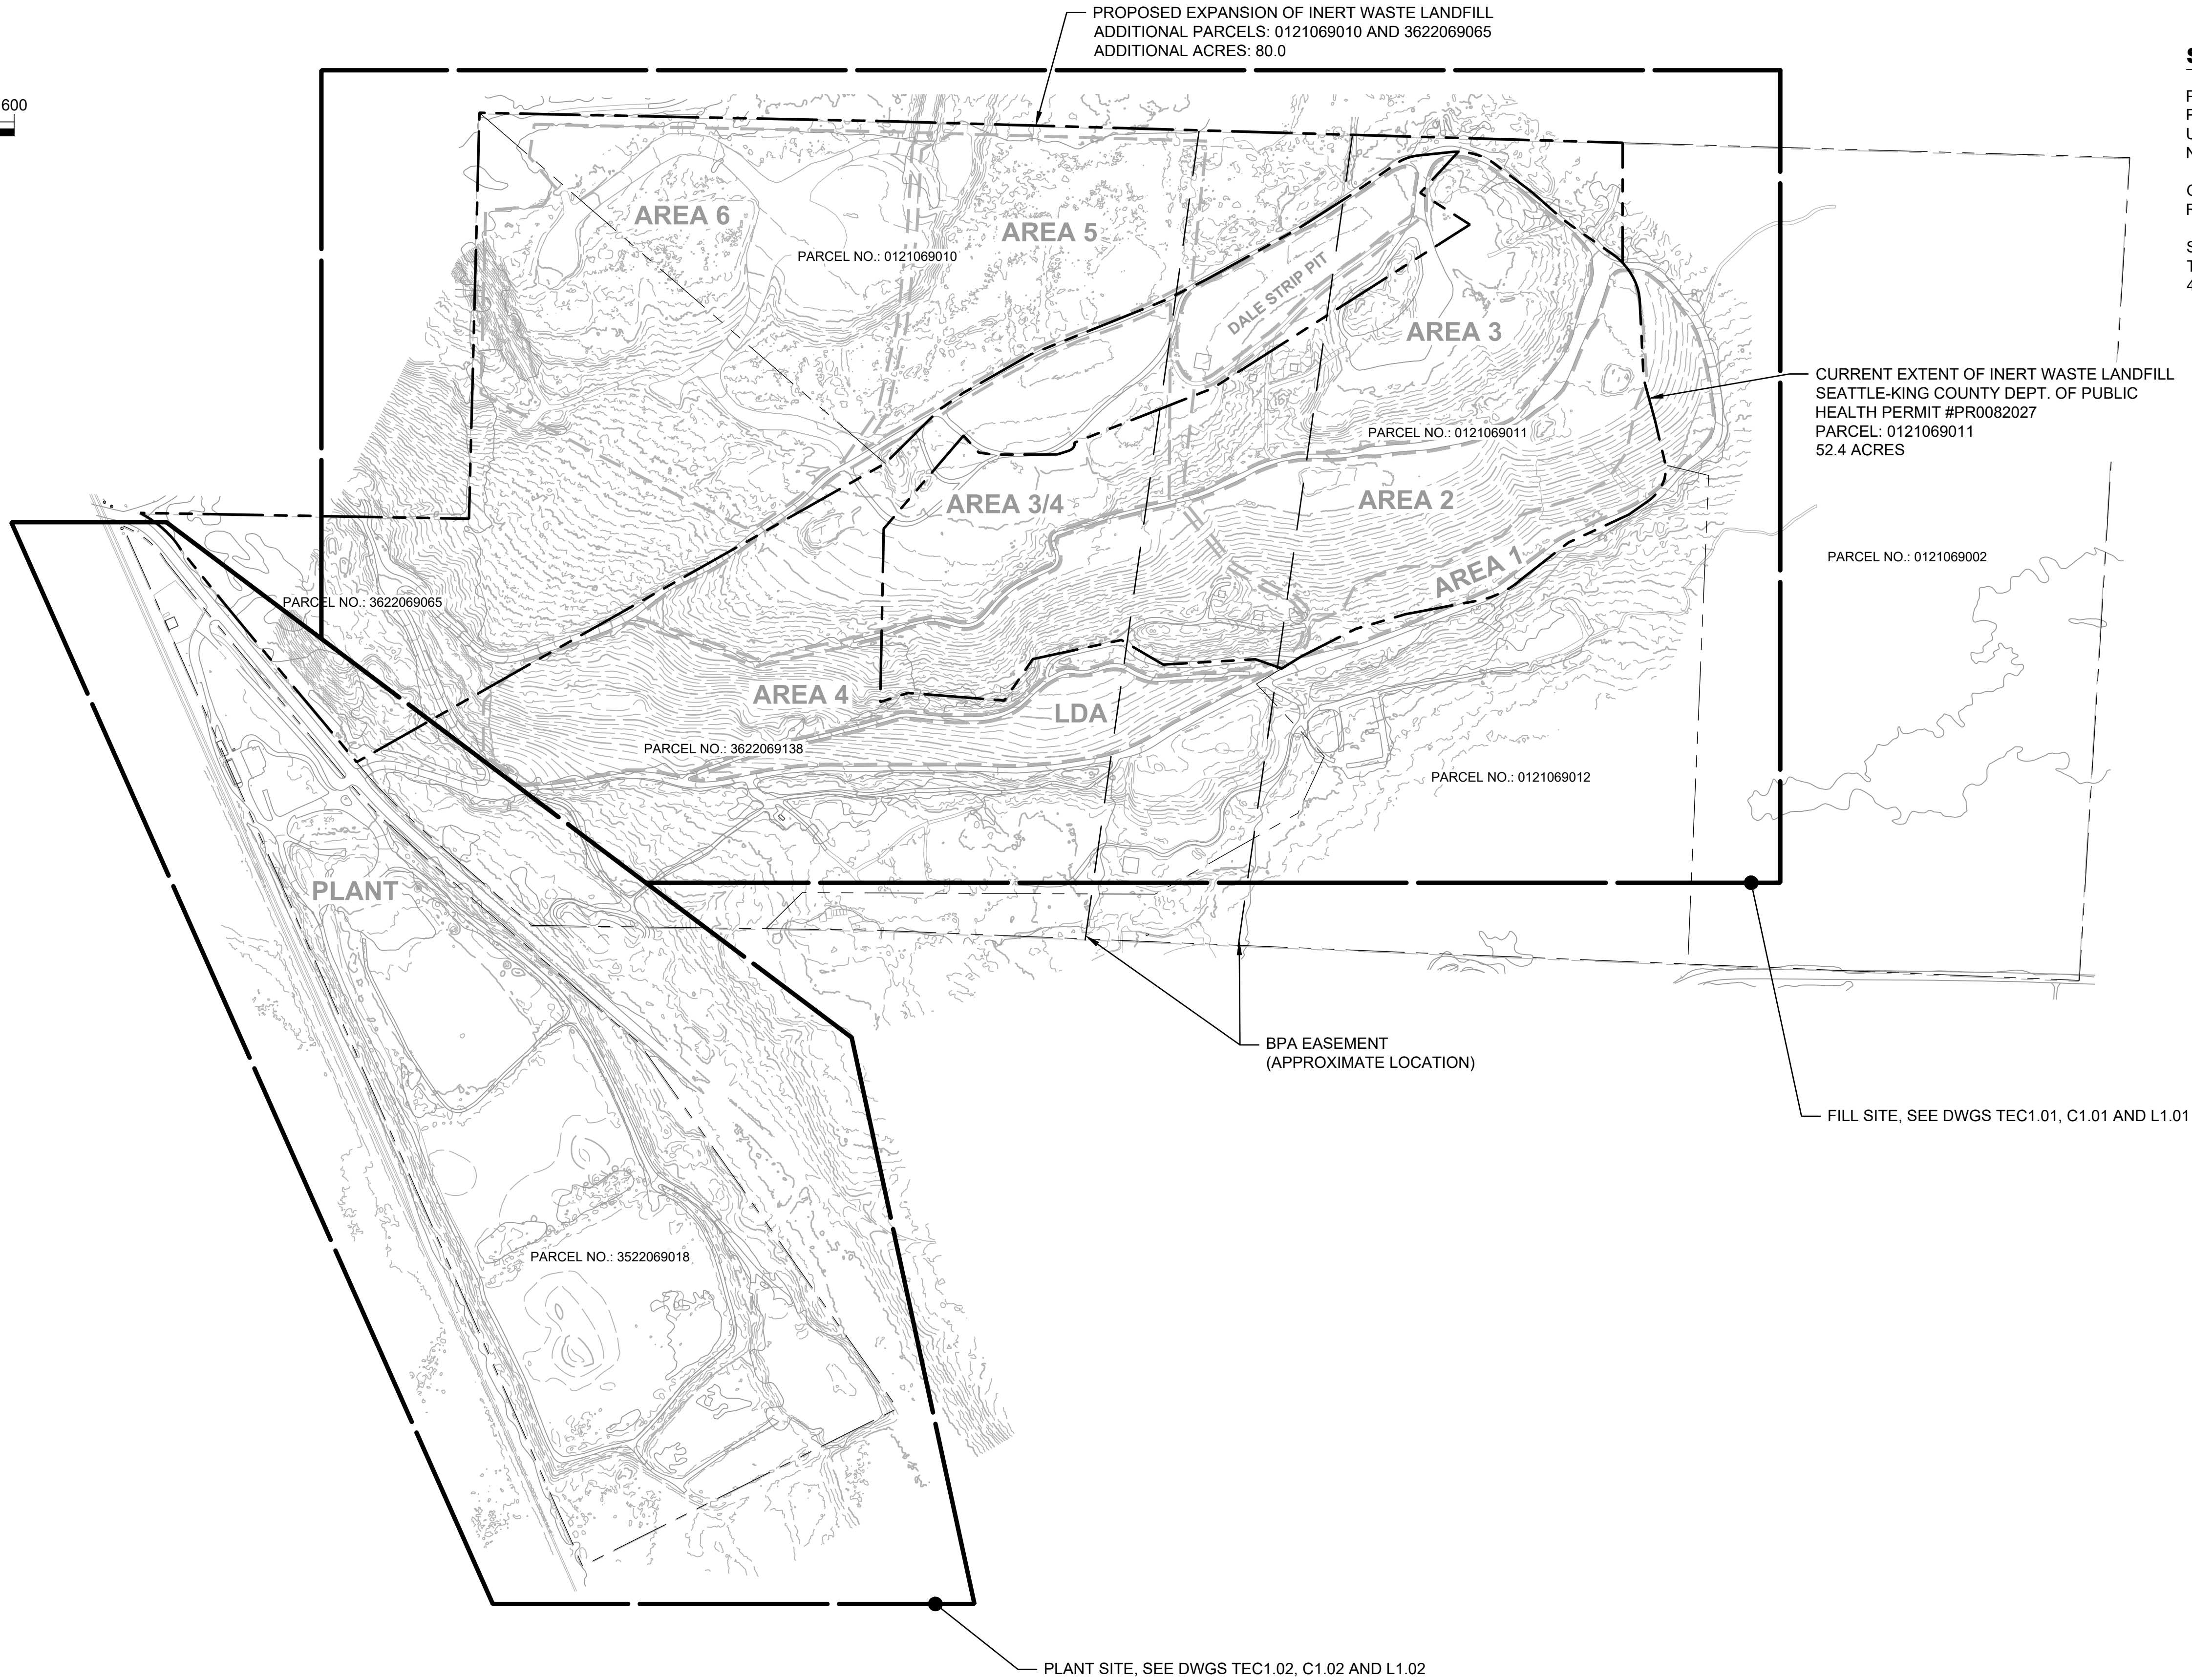 PROPOSED EXPANSION OF INERT WASTE LANDFILL
ADDITIONAL PARCELS: 0121069010 AND 3622069065
ADDITIONAL ACRES: 80.0
600
AREA 6
AREA 5
PARCEL NO.: 0121069010
DALE STRIP PIT
AREA 3
CURRENT EXTENT OF INERT WASTE LANDFILL
SEATTLE-KING COUNTY DEPT. OF PUBLIC
HEALTH PERMIT #PR0082027
PARCEL: 0121069011
52.4 ACRES
PARCEL NO.: 0121069011
AREA 3/4
AREA 2
AREA 1
PARCEL NO.: 0121069002
PARCEL NO.: 3622069065
AREA 4
LDA
PARCEL NO.: 3622069138
PARCEL NO.: 0121069012
PLANT
BPA EASEMENT
(APPROXIMATE LOCATION)
FILL SITE, SEE DWGS TEC1.01, C1.01 AND L1.01
PARCEL NO.: 3522069018
PLANT SITE, SEE DWGS TEC1.02, C1.02 AND L1.02